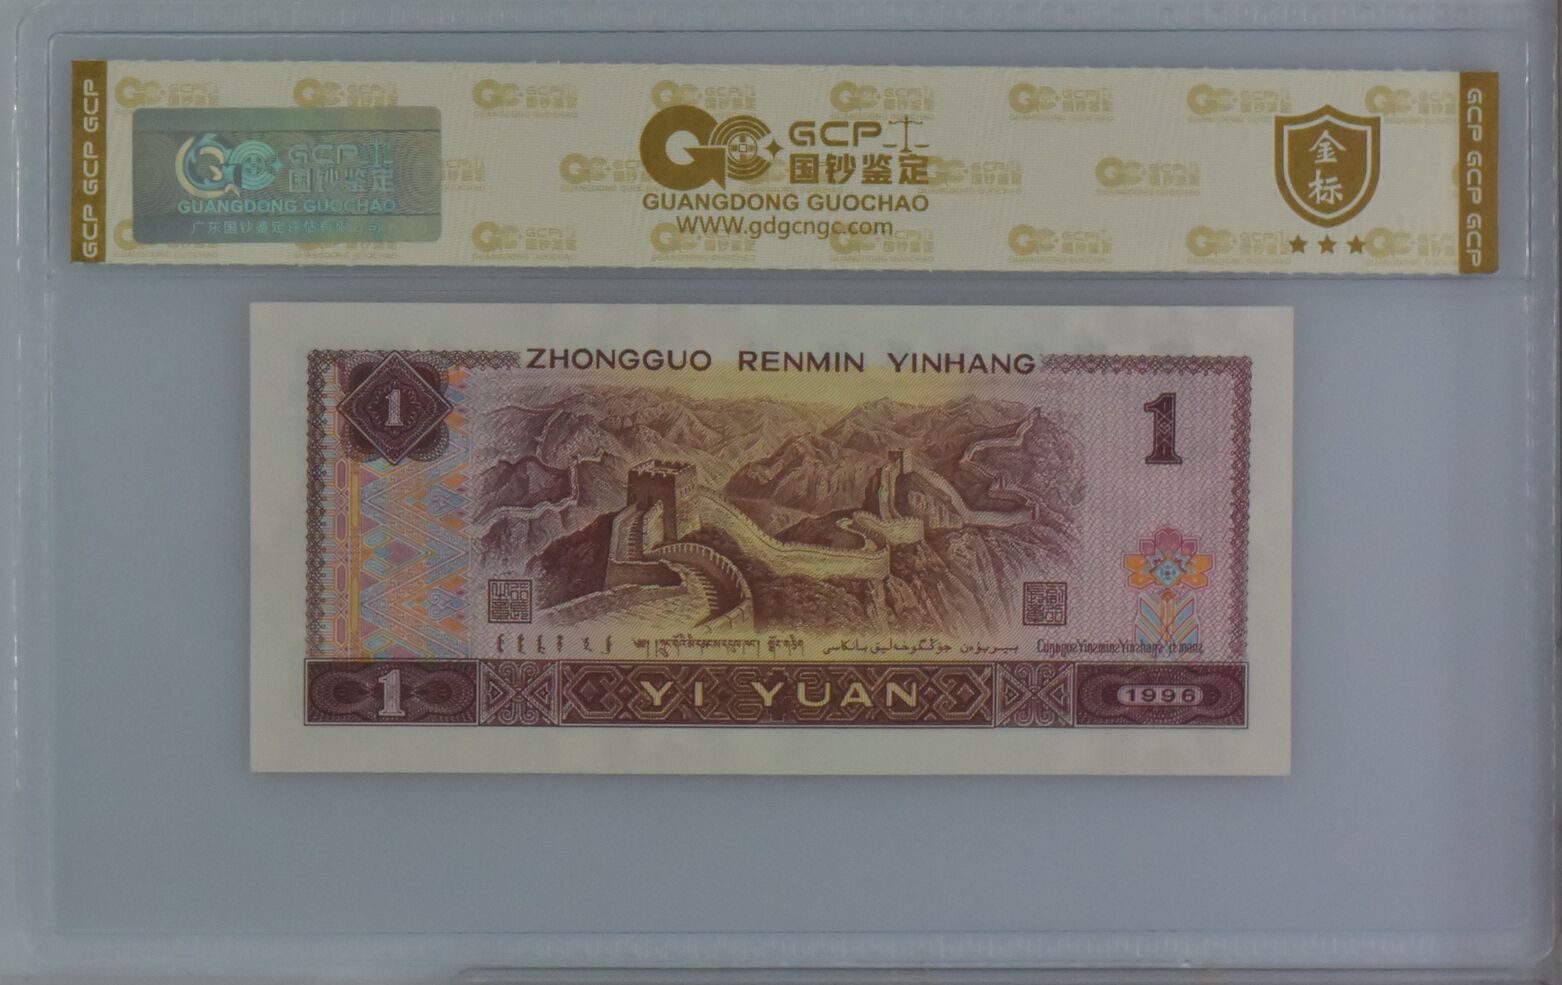 GCP GCP GCP
GCP
国钞鉴定
GUANGDONG GUOCHAO
广东国钞鉴定评估有限公司
GCP
国钞鉴定
GUANGDONG GUOCHAO
WWW.gdgcngc.com
金标
GCP GCP GCP
ZHONGGUO RENMIN YINHANG
1
1
1 YI YUAN 1996